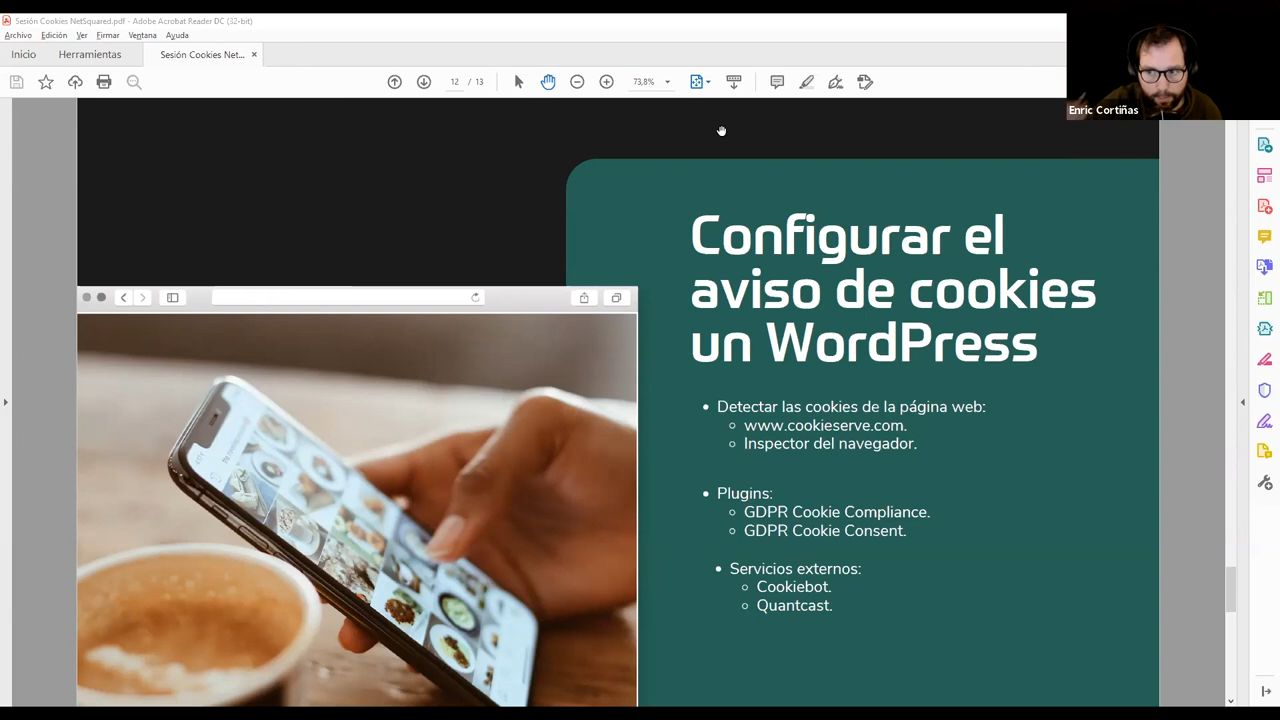 Sesión Cookies NetSquared.pdf - Adobe Acrobat Reader DC (32-bit)
Archivo Edición Ver Firmar Ventana Ayuda
Inicio Herramientas Sesión Cookies Net... ×
12 13 73,8%
Enric Cortiñas
Configurar el
aviso de cookies
un WordPress
• Detectar las cookies de la página web:
○ www.cookieserve.com.
○ Inspector del navegador.
• Plugins:
○ GDPR Cookie Compliance.
○ GDPR Cookie Consent.
• Servicios externos:
○ Cookiebot.
○ Quantcast.